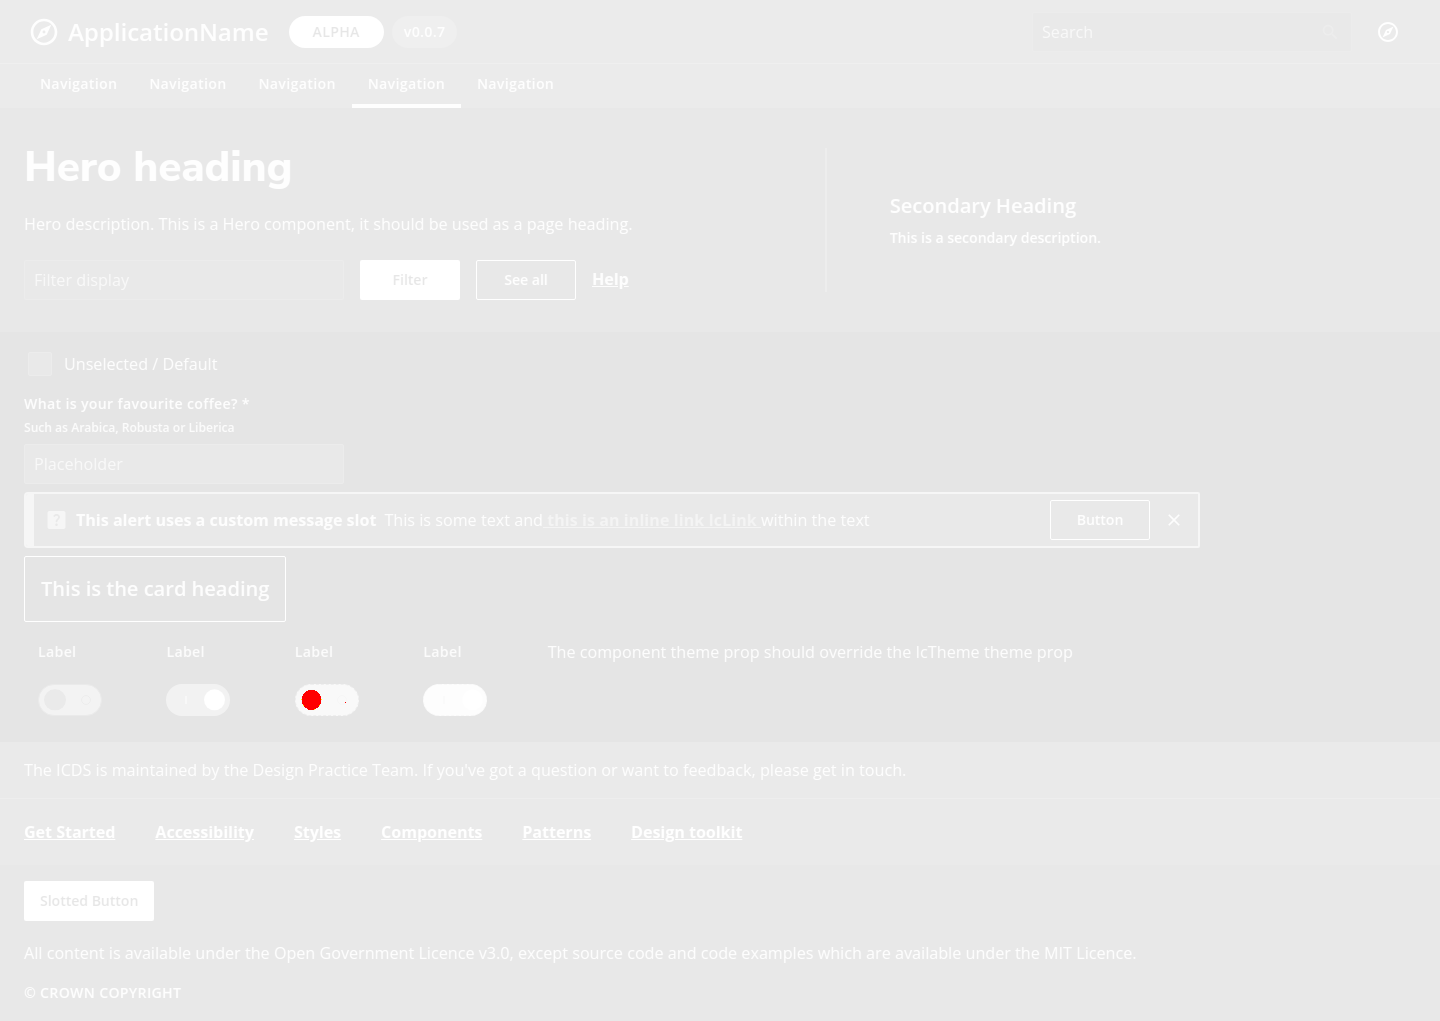 ApplicationName ALPHA v0.0.7 Search
Navigation Navigation Navigation Navigation Navigation
Hero heading
Hero description. This is a Hero component, it should be used as a page heading.
Secondary Heading
This is a secondary description.
Filter display Filter See all Help
Unselected / Default
What is your favourite coffee? *
Such as Arabica, Robusta or Liberica
Placeholder
This alert uses a custom message slot This is some text and this is an inline link IcLink within the text Button
This is the card heading
Label Label Label Label The component theme prop should override the IcTheme theme prop
The ICDS is maintained by the Design Practice Team. If you've got a question or want to feedback, please get in touch.
Get Started Accessibility Styles Components Patterns Design toolkit
Slotted Button
All content is available under the Open Government Licence v3.0, except source code and code examples which are available under the MIT Licence.
© CROWN COPYRIGHT